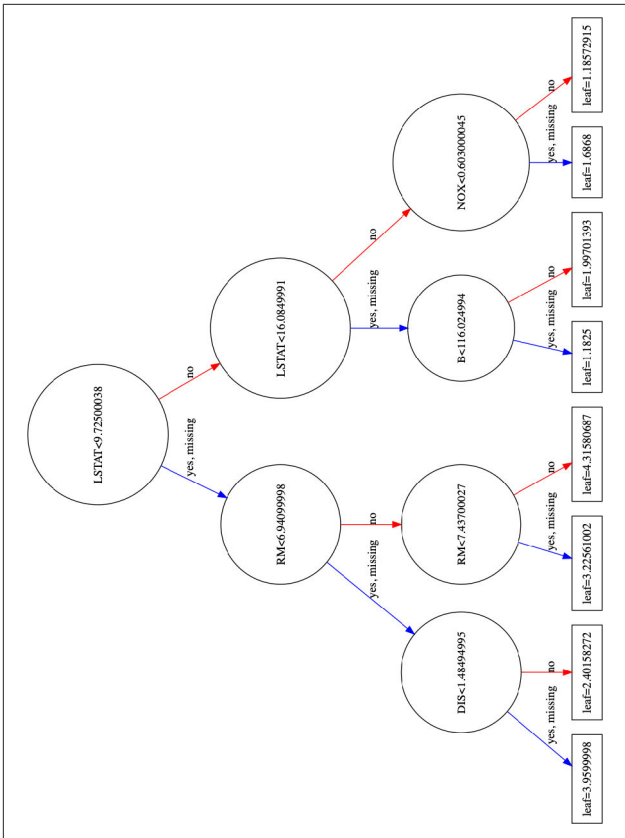 LSTAT<9.72500038
yes, missing
no
RM<6.94099998
LSTAT<16.0849991
yes, missing
no
yes, missing
no
DIS<1.48494995
RM<7.43700027
B<116.024994
NOX<0.603000045
yes, missing
no
yes, missing
no
yes, missing
no
yes, missing
no
leaf=3.9599998
leaf=2.40158272
leaf=3.22561002
leaf=4.31580687
leaf=1.1825
leaf=1.99701393
leaf=1.6868
leaf=1.18572915